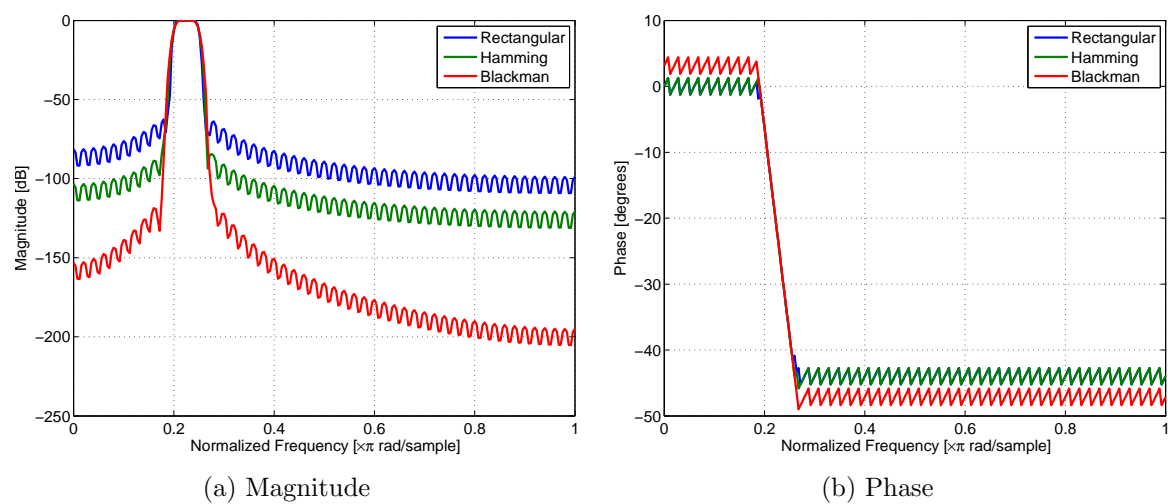 0
−50
−100
−150
−200
−250
Magnitude [dB]
0
0.2
0.4
0.6
0.8
1
Normalized Frequency [×π rad/sample]
Rectangular
Hamming
Blackman
(a) Magnitude
10
0
−10
−20
−30
−40
−50
Phase [degrees]
0
0.2
0.4
0.6
0.8
1
Normalized Frequency [×π rad/sample]
Rectangular
Hamming
Blackman
(b) Phase